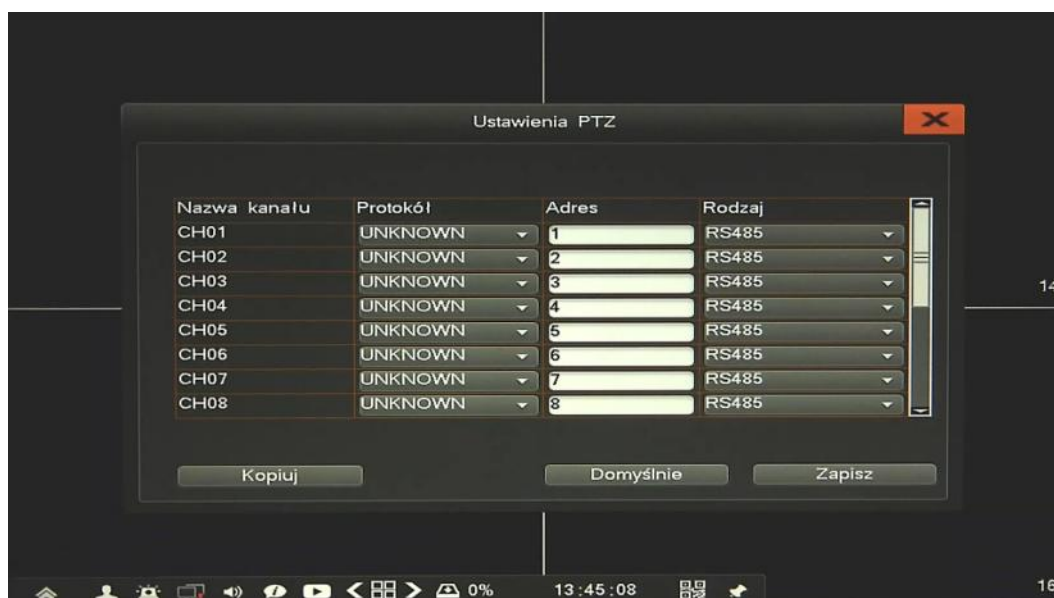 Ustawienia PTZ
Nazwa kanału Protokół Adres Rodzaj
CH01 UNKNOWN 1 RS485
CH02 UNKNOWN 2 RS485
CH03 UNKNOWN 3 RS485
CH04 UNKNOWN 4 RS485
CH05 UNKNOWN 5 RS485
CH06 UNKNOWN 6 RS485
CH07 UNKNOWN 7 RS485
CH08 UNKNOWN 8 RS485
Kopiuj Domyślnie Zapisz
14
0% 13:45:08
16